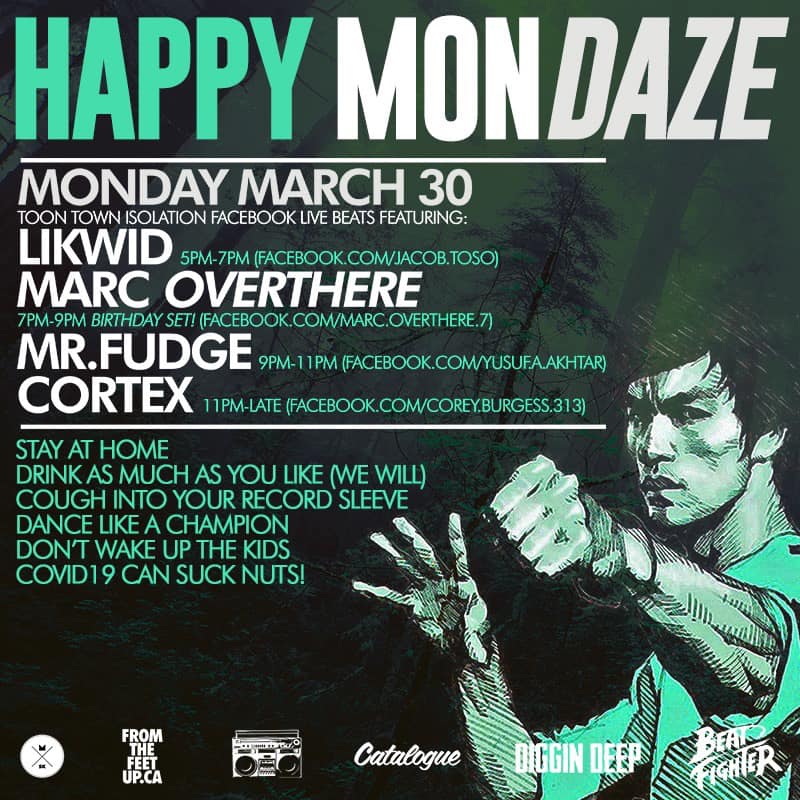 HAPPY MONDAZE
MONDAY MARCH 30
TOON TOWN ISOLATION FACEBOOK LIVE BEATS FEATURING:
LIKWID 5PM-7PM (FACEBOOK.COM/JACOB.TOSO)
MARC OVERTHERE
7PM-9PM BIRTHDAY SET! (FACEBOOK.COM/MARC.OVERTHERE.7)
MR.FUDGE 9PM-11PM (FACEBOOK.COM/YUSUF.A.AKHTAR)
CORTEX 11PM-LATE (FACEBOOK.COM/COREY.BURGESS.313)
STAY AT HOME
DRINK AS MUCH AS YOU LIKE (WE WILL)
COUGH INTO YOUR RECORD SLEEVE
DANCE LIKE A CHAMPION
DON'T WAKE UP THE KIDS
COVID19 CAN SUCK NUTS!
FROM
THE
FEET
UP.CA
Catalogue
DIGGIN DEEP
BEAT
FIGHTER